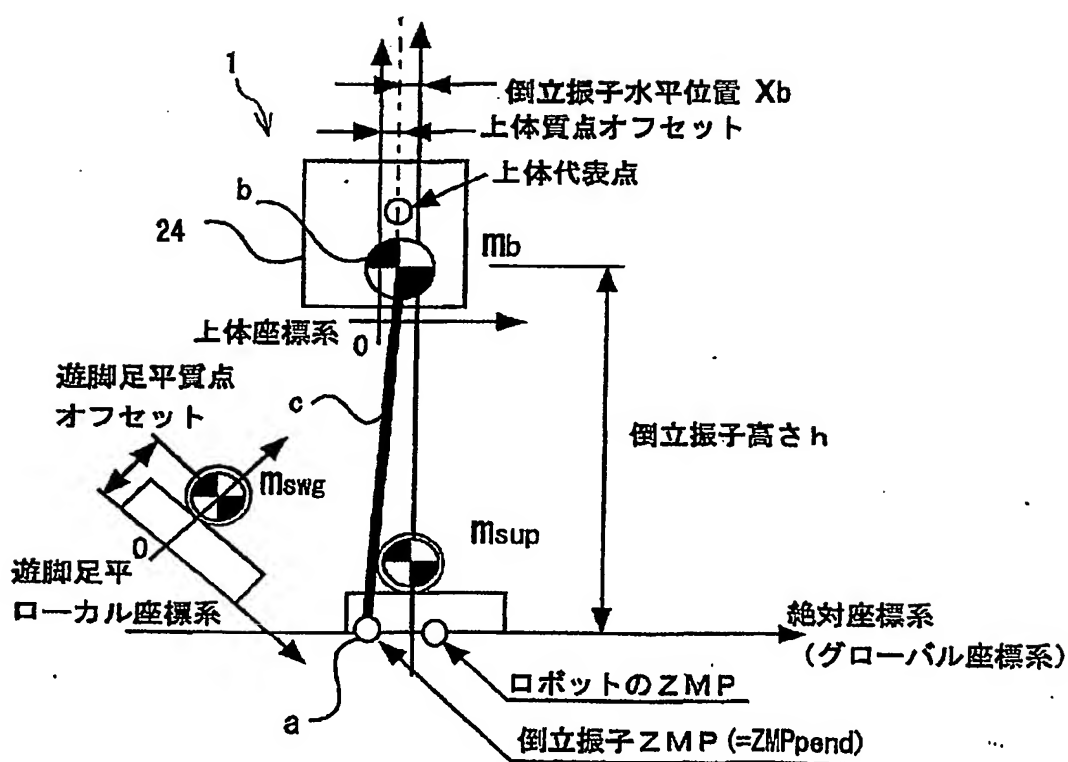 1
倒立振子水平位置 Xb
上体質点オフセット
上体代表点
b
24
mb
上体座標系
0
遊脚足平質点
オフセット
c
倒立振子高さh
mswg
msup
0
遊脚足平
ローカル座標系
絶対座標系
(グローバル座標系)
ロボットのZMP
a
倒立振子ZMP(=ZMPpend)